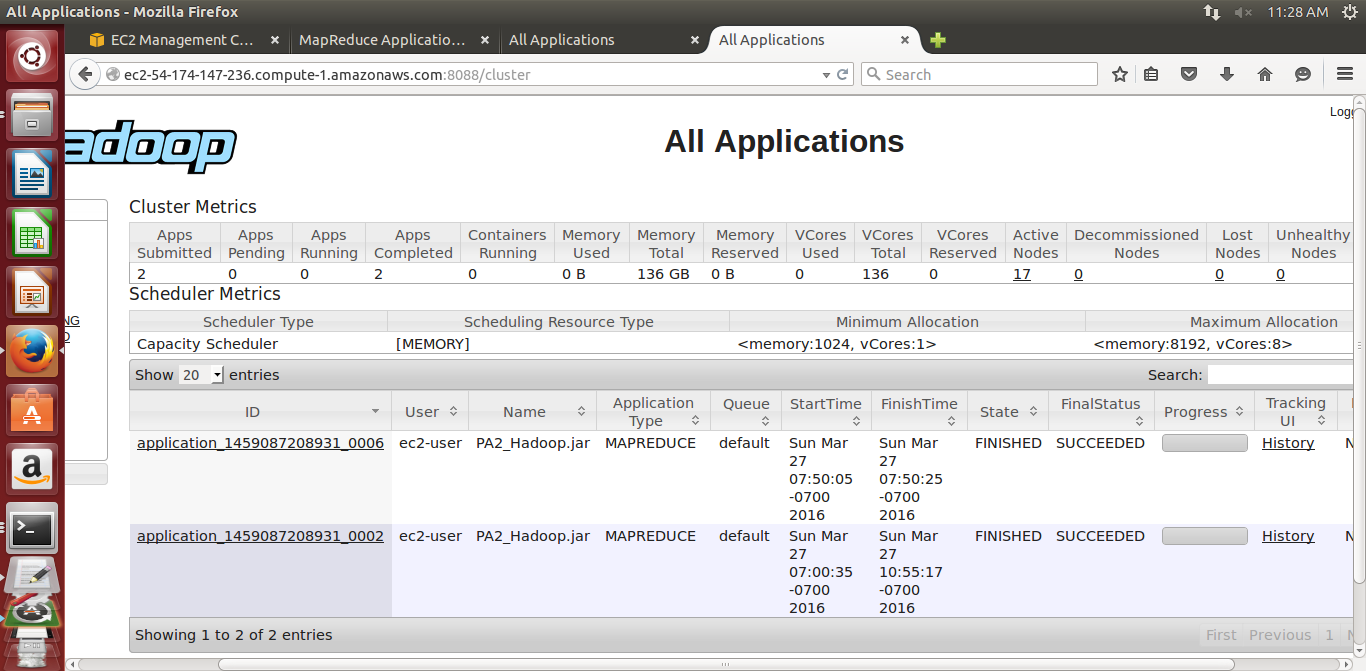 All Applications - Mozilla Firefox
11:28 AM
EC2 Management C...
MapReduce Applicatio...
All Applications
All Applications
ec2-54-174-147-236.compute-1.amazonaws.com:8088/cluster
Search
Logg
adoop
All Applications
NG
Cluster Metrics
Apps Submitted Apps Pending Apps Running Apps Completed Containers Running Memory Used Memory Total Memory Reserved VCores Used VCores Total VCores Reserved Active Nodes Decommissioned Nodes Lost Nodes Unhealthy Nodes
2 0 0 2 0 0 B 136 GB 0 B 0 136 0 17 0 0 0
Scheduler Metrics
Scheduler Type Scheduling Resource Type Minimum Allocation Maximum Allocation
Capacity Scheduler [MEMORY] <memory:1024, vCores:1> <memory:8192, vCores:8>
Show 20 entries Search:
ID User Name Application Type Queue StartTime FinishTime State FinalStatus Progress Tracking UI
application_1459087208931_0006 ec2-user PA2_Hadoop.jar MAPREDUCE default Sun Mar 27 07:50:05 -0700 2016 Sun Mar 27 07:50:25 -0700 2016 FINISHED SUCCEEDED History N
application_1459087208931_0002 ec2-user PA2_Hadoop.jar MAPREDUCE default Sun Mar 27 07:00:35 -0700 2016 Sun Mar 27 10:55:17 -0700 2016 FINISHED SUCCEEDED History N
Showing 1 to 2 of 2 entries First Previous 1 N